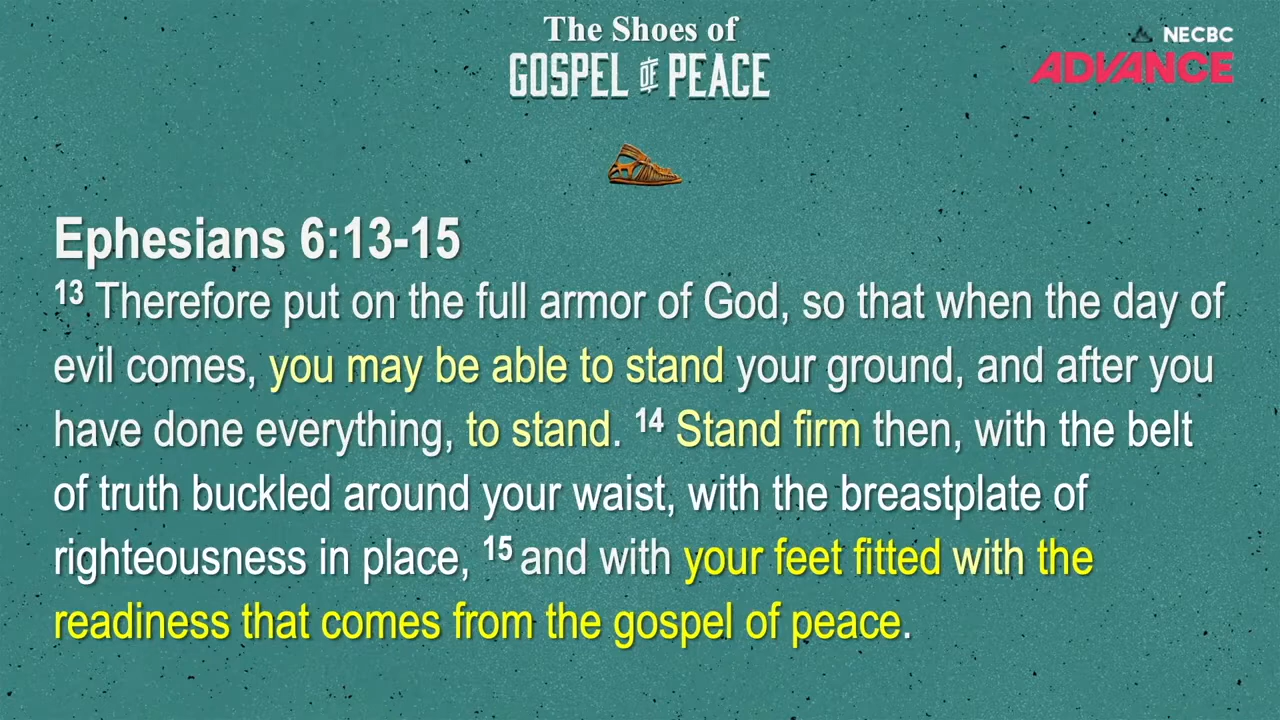 The Shoes of
GOSPEL OF PEACE
NECBC
ADVANCE
Ephesians 6:13-15
13 Therefore put on the full armor of God, so that when the day of
evil comes, you may be able to stand your ground, and after you
have done everything, to stand. 14 Stand firm then, with the belt
of truth buckled around your waist, with the breastplate of
righteousness in place, 15 and with your feet fitted with the
readiness that comes from the gospel of peace.